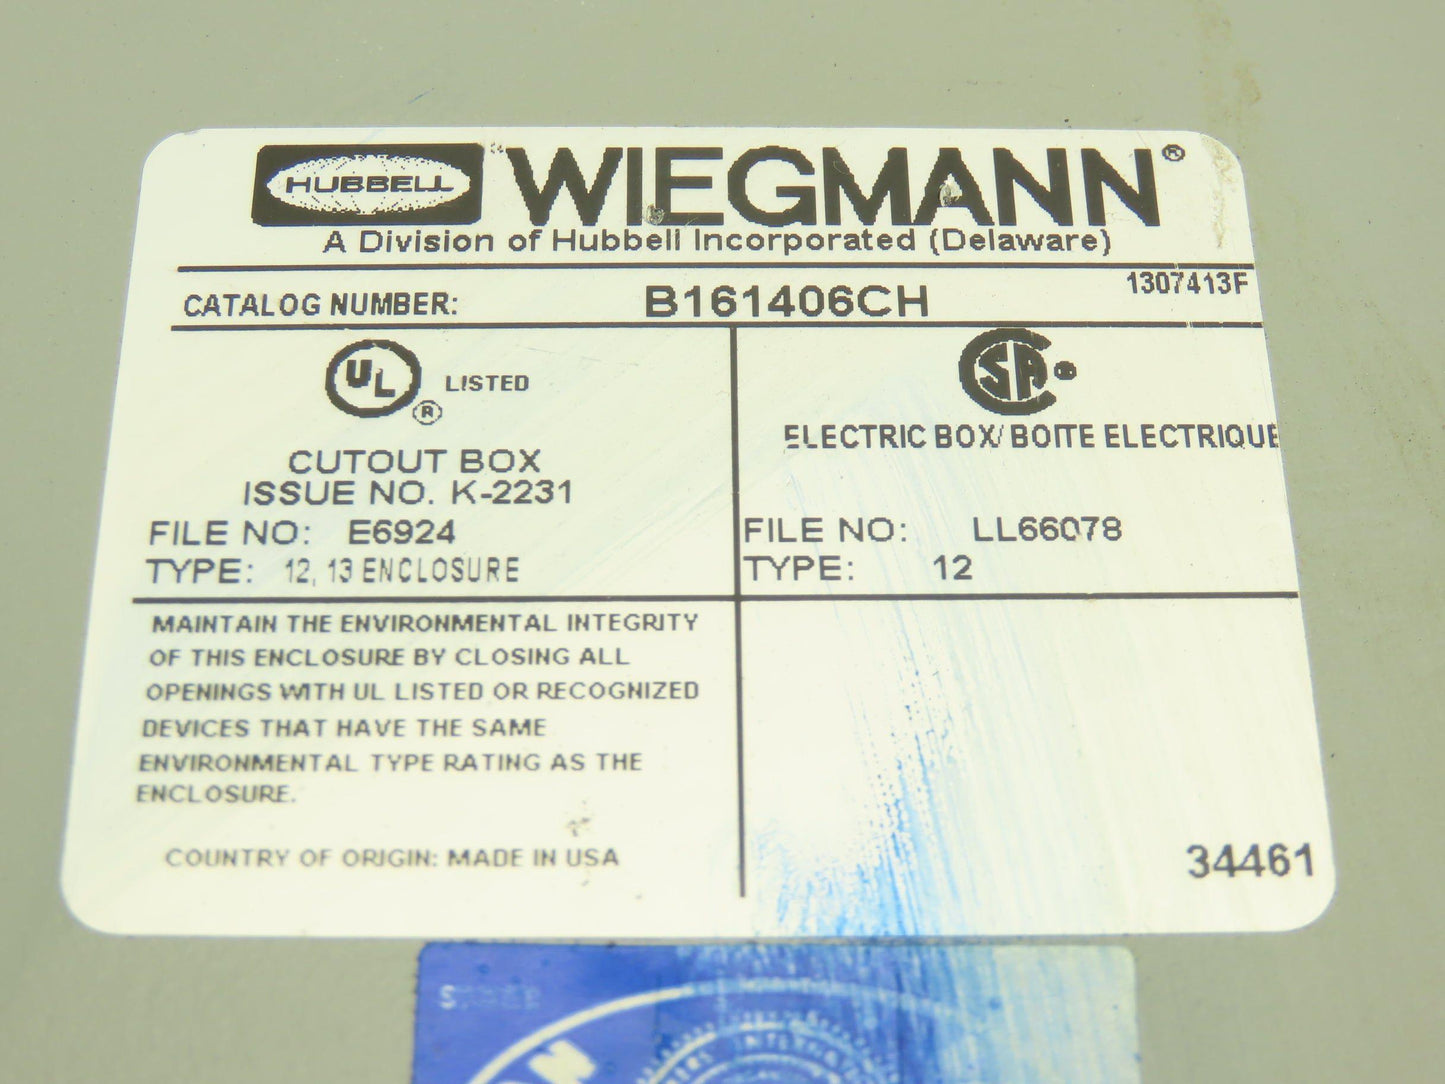 HUBBELL WIEGMANN®
A Division of Hubbell Incorporated (Delaware)
1307413F
CATALOG NUMBER: B161406CH
UL LISTED ®
CUTOUT BOX
ISSUE NO. K-2231
FILE NO: E6924
TYPE: 12, 13 ENCLOSURE
SA ®
ELECTRIC BOX/ BOITE ELECTRIQUE
FILE NO: LL66078
TYPE: 12
MAINTAIN THE ENVIRONMENTAL INTEGRITY
OF THIS ENCLOSURE BY CLOSING ALL
OPENINGS WITH UL LISTED OR RECOGNIZED
DEVICES THAT HAVE THE SAME
ENVIRONMENTAL TYPE RATING AS THE
ENCLOSURE.
COUNTRY OF ORIGIN: MADE IN USA
34461